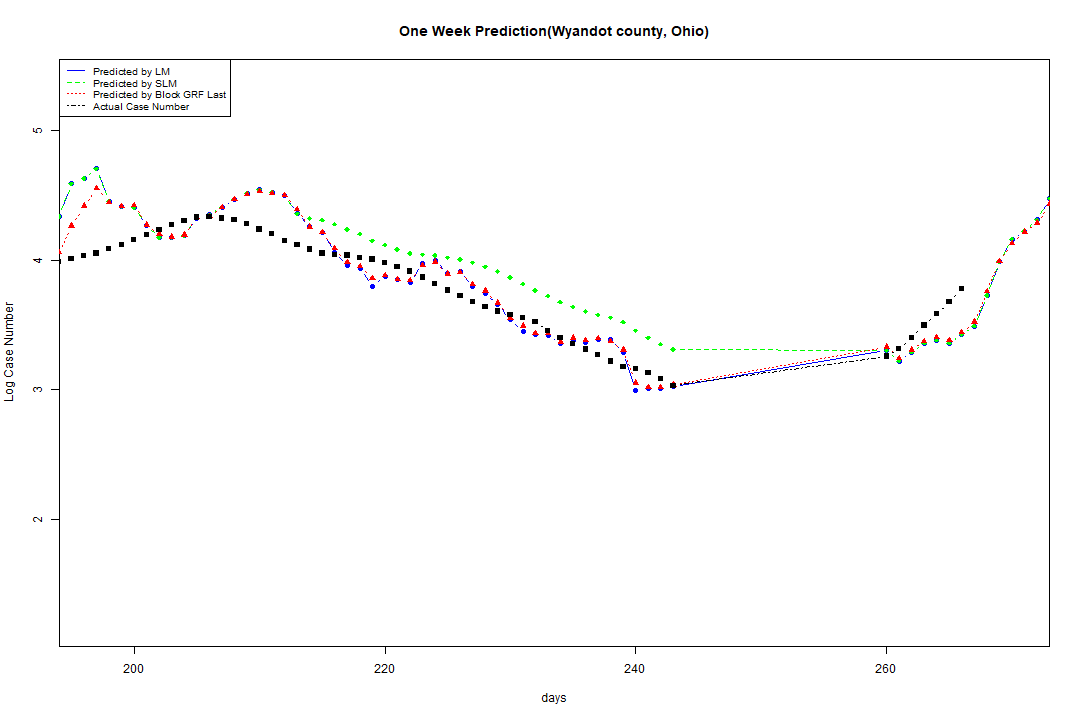 One Week Prediction(Wyandot county, Ohio)
Predicted by LM
Predicted by SLM
Predicted by Block GRF Last
Actual Case Number
5
4
3
2
Log Case Number
200 220 240 260
days